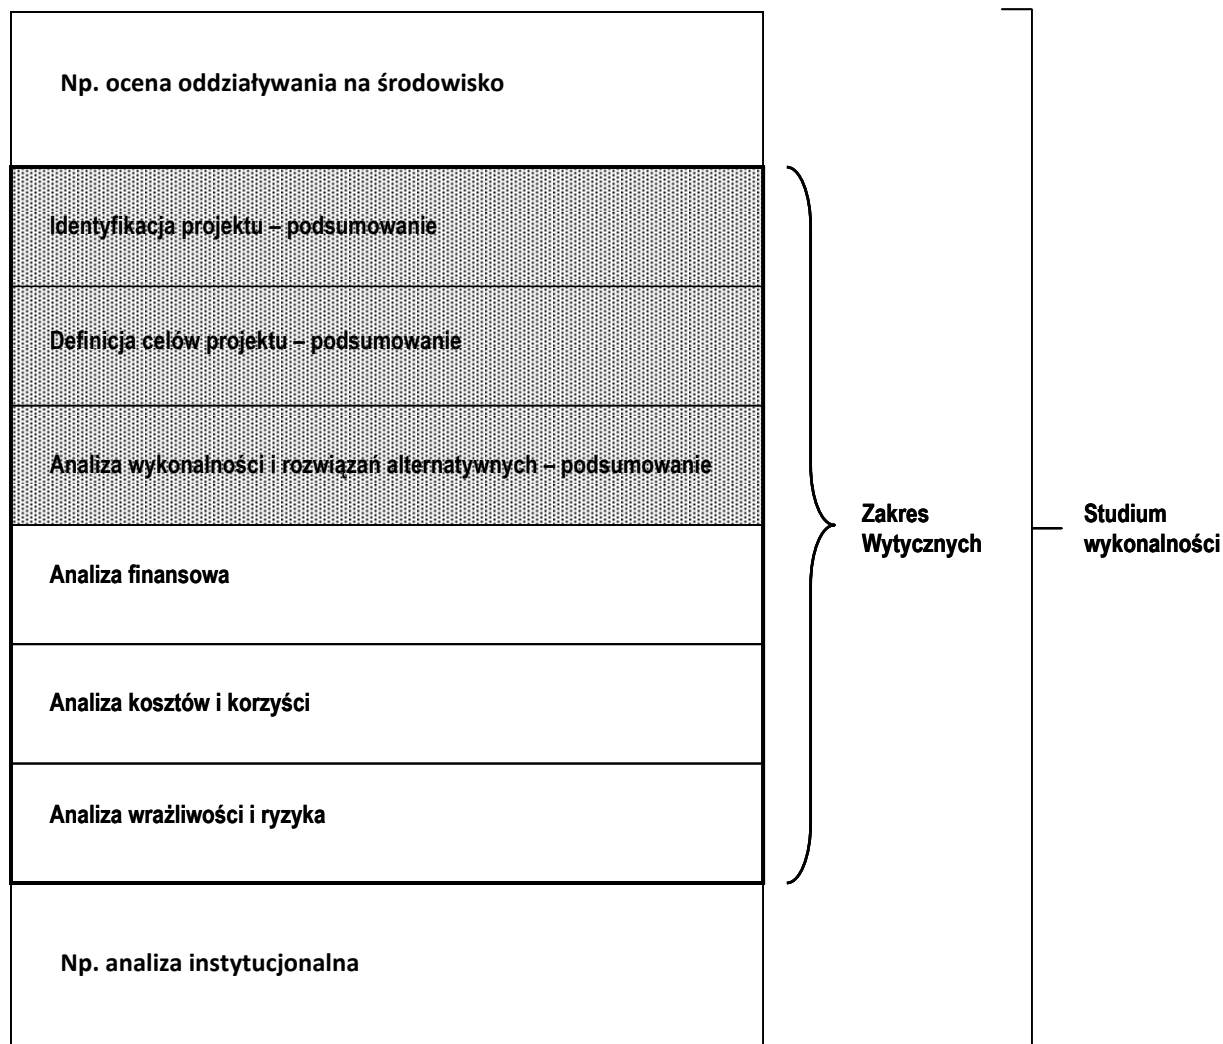 Np. ocena oddziaływania na środowisko
Identyfikacja projektu – podsumowanie
Definicja celów projektu – podsumowanie
Analiza wykonalności i rozwiązań alternatywnych – podsumowanie
Analiza finansowa
Analiza kosztów i korzyści
Analiza wrażliwości i ryzyka
Np. analiza instytucjonalna
Zakres
Wytycznych
Studium
wykonalności